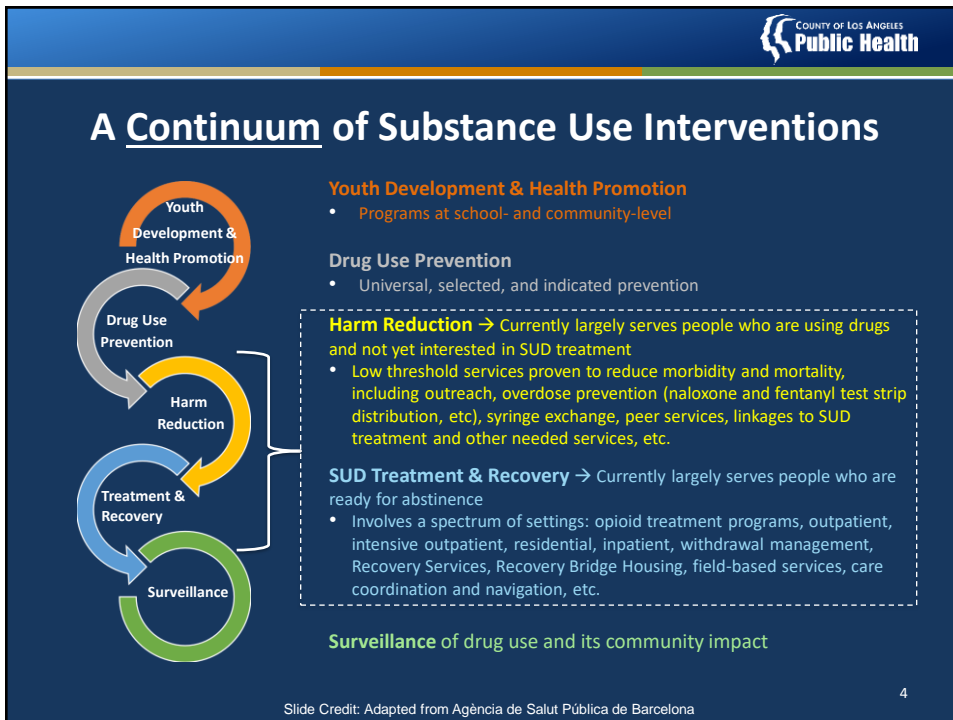 COUNTY OF LOS ANGELES
Public Health
A Continuum of Substance Use Interventions
Youth
Development &
Health Promotion
Drug Use
Prevention
Harm
Reduction
Treatment &
Recovery
Surveillance
Youth Development & Health Promotion
• Programs at school- and community-level
Drug Use Prevention
• Universal, selected, and indicated prevention
Harm Reduction → Currently largely serves people who are using drugs
and not yet interested in SUD treatment
• Low threshold services proven to reduce morbidity and mortality,
including outreach, overdose prevention (naloxone and fentanyl test strip
distribution, etc), syringe exchange, peer services, linkages to SUD
treatment and other needed services, etc.
SUD Treatment & Recovery → Currently largely serves people who are
ready for abstinence
• Involves a spectrum of settings: opioid treatment programs, outpatient,
intensive outpatient, residential, inpatient, withdrawal management,
Recovery Services, Recovery Bridge Housing, field-based services, care
coordination and navigation, etc.
Surveillance of drug use and its community impact
4
Slide Credit: Adapted from Agència de Salut Pública de Barcelona